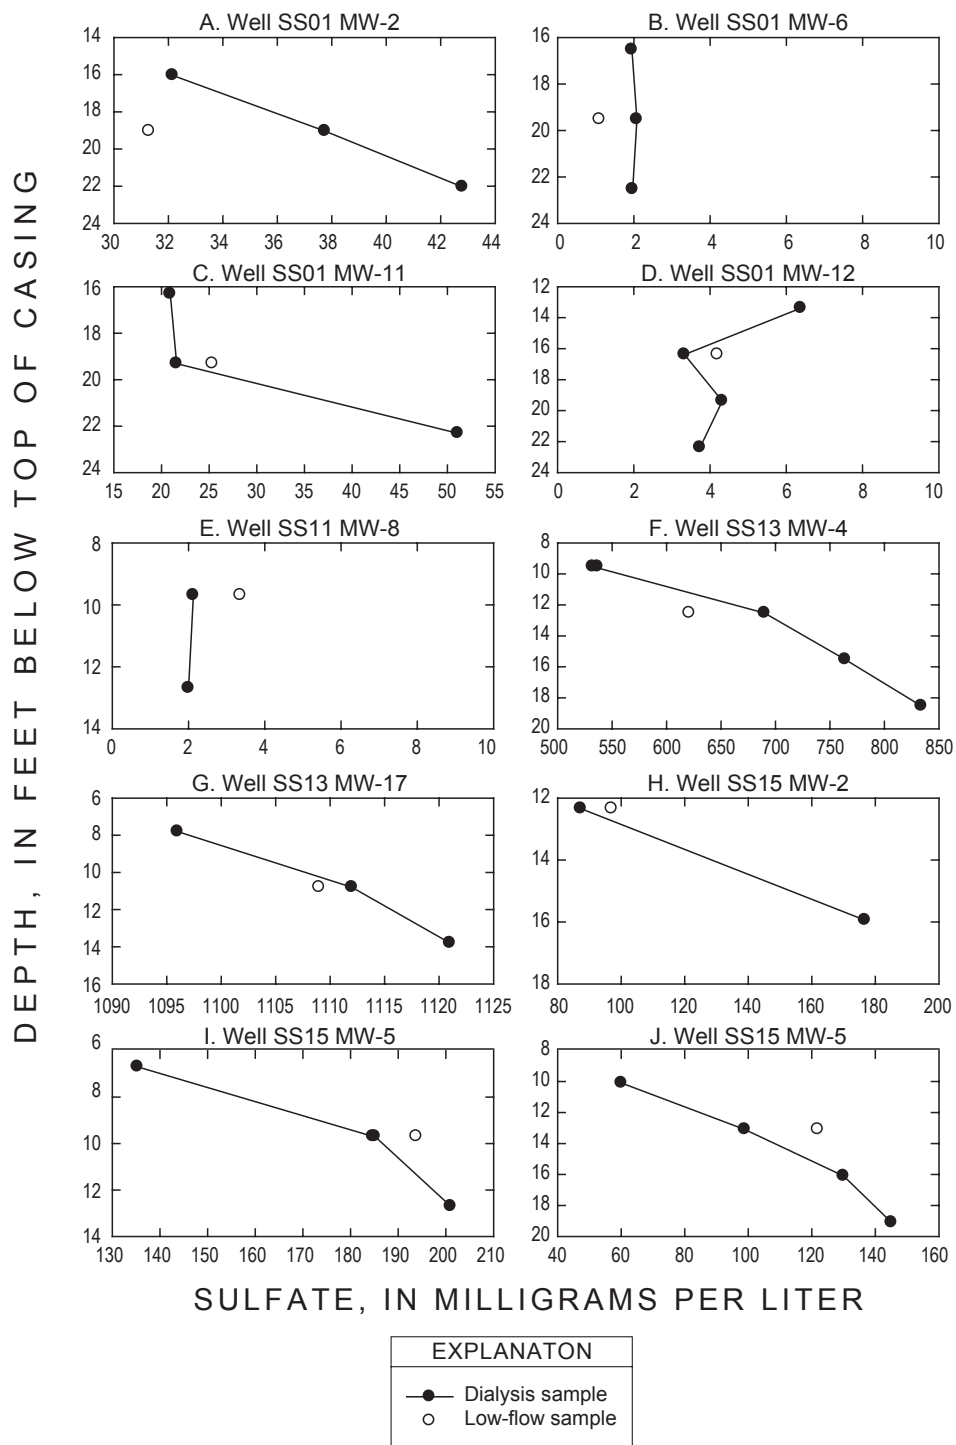 DEPTH, IN FEET BELOW TOP OF CASING
A. Well SS01 MW-2
14
16
18
20
22
24
30 32 34 36 38 40 42 44
B. Well SS01 MW-6
16
18
20
22
24
0 2 4 6 8 10
C. Well SS01 MW-11
16
18
20
22
24
15 20 25 30 35 40 45 50 55
D. Well SS01 MW-12
12
14
16
18
20
22
24
0 2 4 6 8 10
E. Well SS11 MW-8
8
10
12
14
0 2 4 6 8 10
F. Well SS13 MW-4
8
10
12
14
16
18
20
500 550 600 650 700 750 800 850
G. Well SS13 MW-17
6
8
10
12
14
16
1090 1095 1100 1105 1110 1115 1120 1125
H. Well SS15 MW-2
12
14
16
18
80 100 120 140 160 180 200
I. Well SS15 MW-5
6
8
10
12
14
130 140 150 160 170 180 190 200 210
J. Well SS15 MW-5
8
10
12
14
16
18
20
40 60 80 100 120 140 160
SULFATE, IN MILLIGRAMS PER LITER
EXPLANATON
Dialysis sample
Low-flow sample